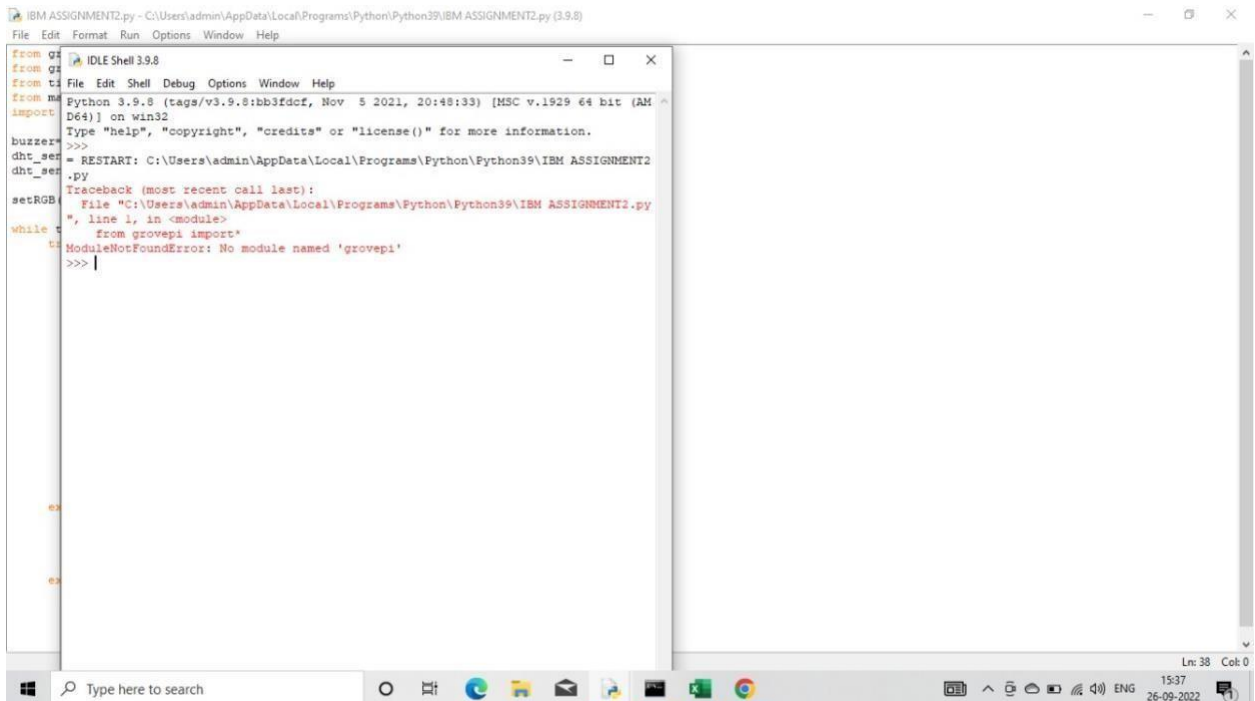 IBM ASSIGNMENT2.py - C:\Users\admin\AppData\Local\Programs\Python\Python39\IBM ASSIGNMENT2.py (3.9.8)
File Edit Format Run Options Window Help
from
from
from
from
import
buzzer
setRGB
while
IDLE Shell 3.9.8
File Edit Shell Debug Options Window Help
Python 3.9.8 (tags/v3.9.8:bb3fdcf, Nov  5 2021, 20:48:33) [MSC v.1929 64 bit (AM
D64)] on win32
Type "help", "copyright", "credits" or "license()" for more information.
>>>
= RESTART: C:\Users\admin\AppData\Local\Programs\Python\Python39\IBM ASSIGNMENT2
.py
Traceback (most recent call last):
  File "C:\Users\admin\AppData\Local\Programs\Python\Python39\IBM ASSIGNMENT2.py
", line 1, in <module>
    from grovepi import*
ModuleNotFoundError: No module named 'grovepi'
>>>
Ln: 38 Col: 0
Type here to search
ENG
15:37
26-09-2022